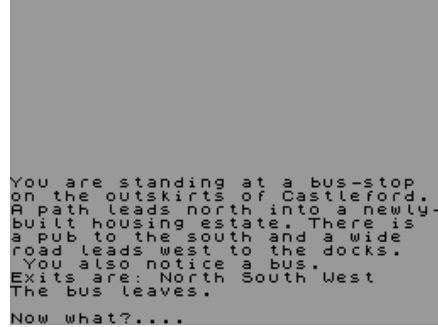 You are standing at a bus-stop
on the outskirts of Castleford.
A path leads north into a newly-
built housing estate. There is
a pub to the south and a wide
road leads west to the docks.
You also notice a bus.
Exits are: North South West
The bus leaves.
Now what?....